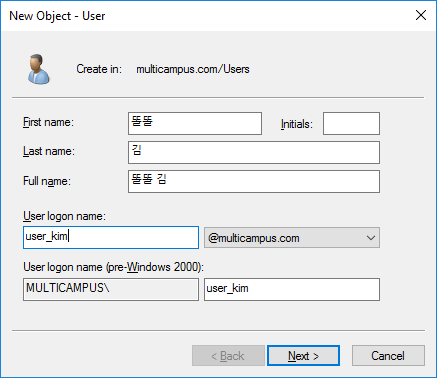 New Object - User
Create in: multicampus.com/Users
First name: 똘똘 Initials:
Last name: 김
Full name: 똘똘 김
User logon name:
user_kim @multicampus.com
User logon name (pre-Windows 2000):
MULTICAMPUS\ user_kim
< Back Next > Cancel